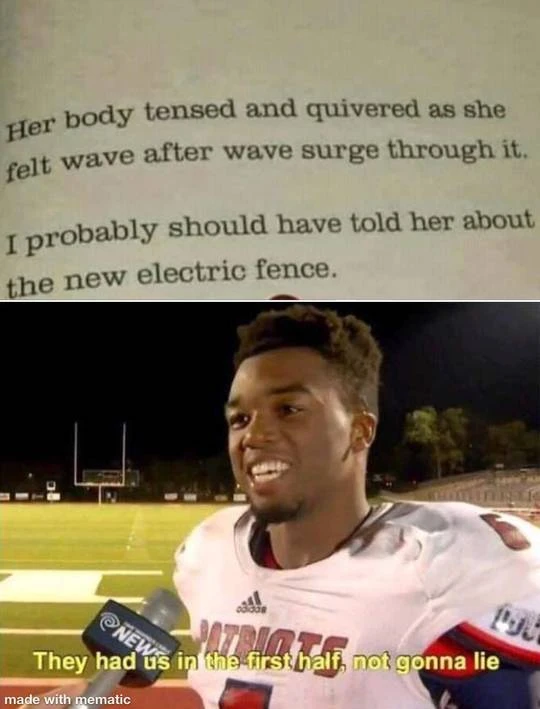 Her body tensed and quivered as she
felt wave after wave surge through it.
I probably should have told her about
the new electric fence.
adidas
NEWS
PATRIOTS
They had us in the first half, not gonna lie
made with mematic